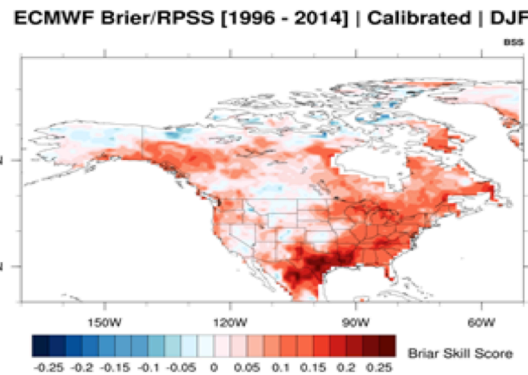 ECMWF Brier/RPSS [1996 - 2014] | Calibrated | DJF
BSS
150W 120W 90W 60W
-0.25 -0.2 -0.15 -0.1 -0.05 0 0.05 0.1 0.15 0.2 0.25 Briar Skill Score